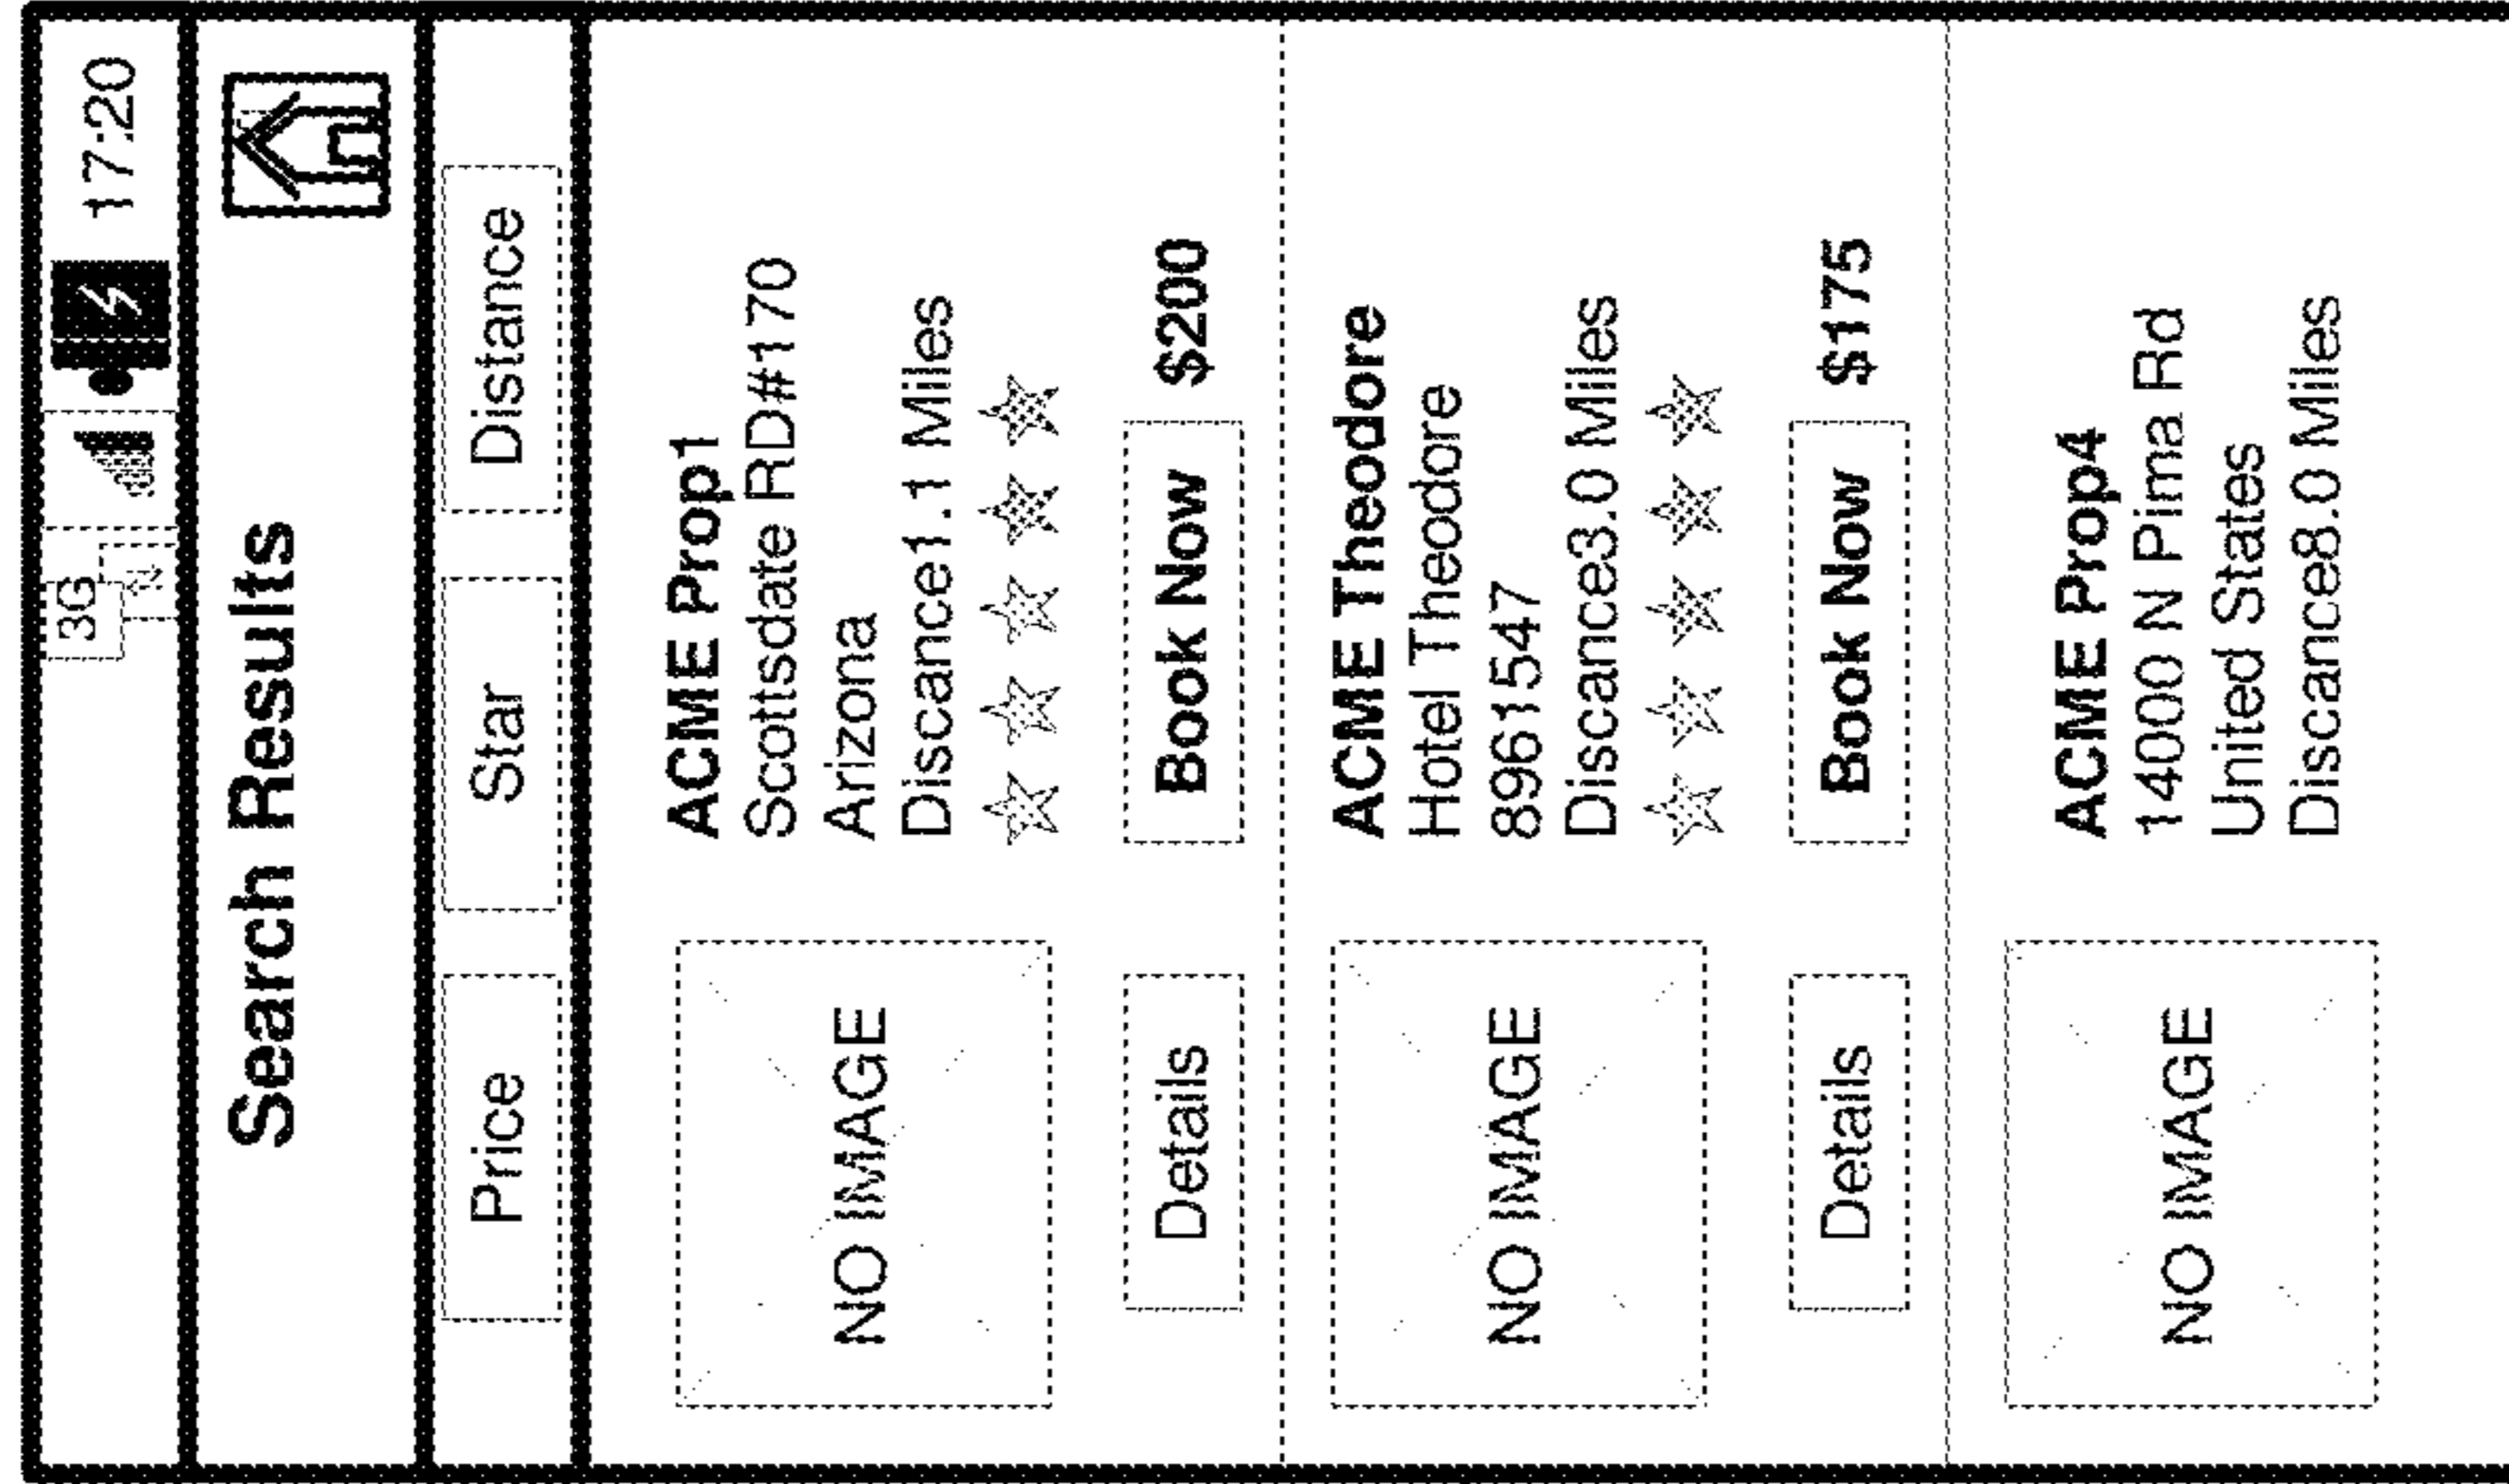 3G 17:20
Search Results
Price Star Distance
ACME Prop1
Scottsdate RD#170
Arizona
Discance1.1 Miles
NO IMAGE
Details Book Now $200
ACME Theodore
Hotel Theodore
8961547
Discance3.0 Miles
NO IMAGE
Details Book Now $175
ACME Prop4
14000 N Pima Rd
United States
Discance8.0 Miles
NO IMAGE